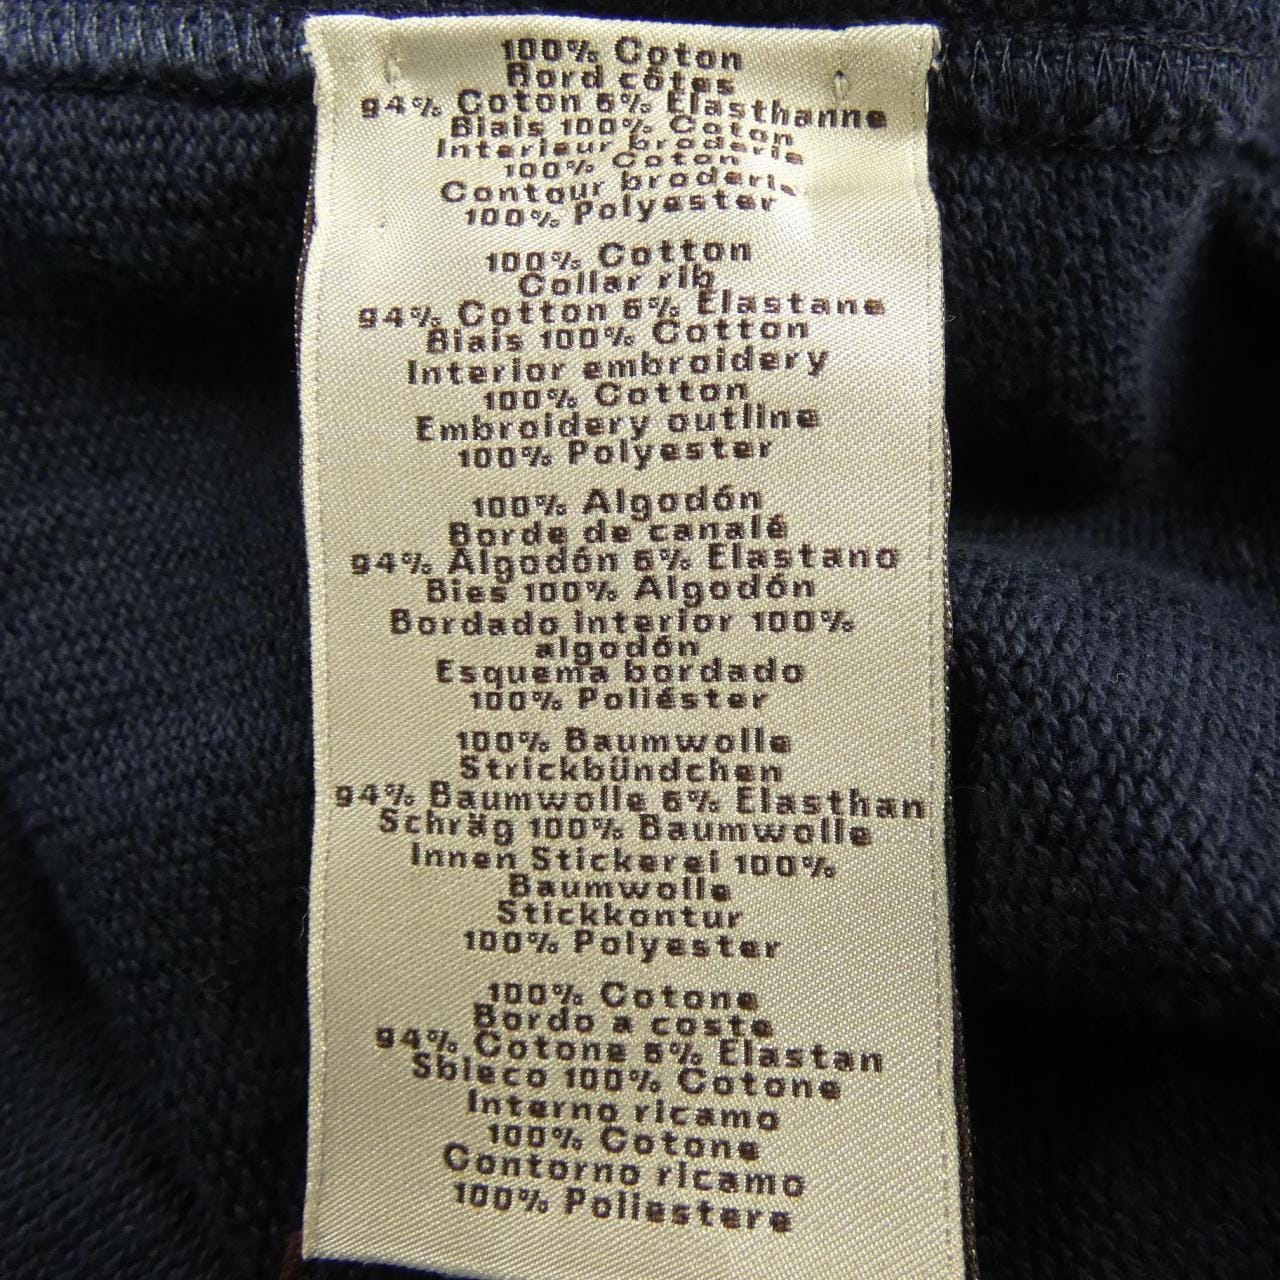 100% Coton
Bord côtes
94% Coton 6% Elasthanne
Biais 100% Coton
Interieur broderie
100% Coton
Contour broderie
100% Polyester
100% Cotton
Collar rib
94% Cotton 6% Elastane
Biais 100% Cotton
Interior embroidery
100% Cotton
Embroidery outline
100% Polyester
100% Algodón
Borde de canalé
94% Algodón 6% Elastano
Bies 100% Algodón
Bordado interior 100%
algodón
Esquema bordado
100% Poliéster
100% Baumwolle
Strickbündchen
94% Baumwolle 6% Elasthan
Schräg 100% Baumwolle
Innen Stickerei 100%
Baumwolle
Stickkontur
100% Polyester
100% Cotone
Bordo a coste
94% Cotone 6% Elastan
Sbieco 100% Cotone
Interno ricamo
100% Cotone
Contorno ricamo
100% Poliestere